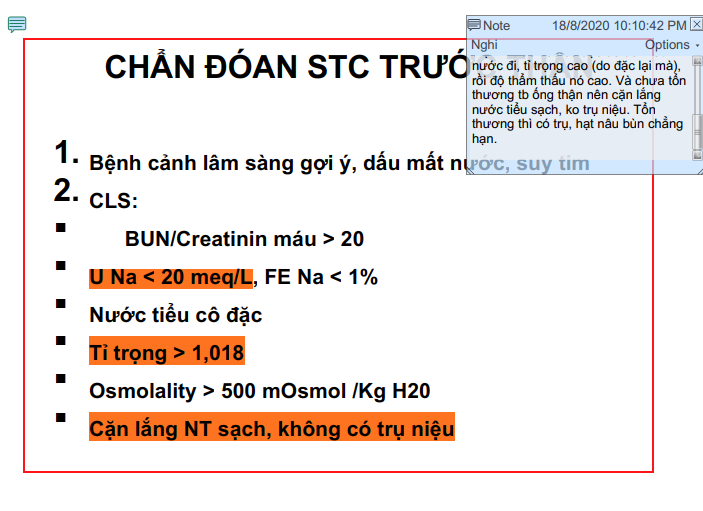 CHẨN ĐÓAN STC TRƯỚC THẬN
Note 18/8/2020 10:10:42 PM
Nghi Options
nước đi, tỉ trọng cao (do đặc lại mà),
rồi độ thẩm thấu nó cao. Và chưa tổn
thương tb ống thận nên cặn lắng
nước tiểu sạch, ko trụ niệu. Tổn
thương thì có trụ, hạt nâu bùn chẳng
hạn.
1. Bệnh cảnh lâm sàng gợi ý, dấu mất nước, suy tim
2. CLS:
▪ BUN/Creatinin máu > 20
▪ U Na < 20 meq/L, FE Na < 1%
▪ Nước tiểu cô đặc
▪ Tỉ trọng > 1,018
▪ Osmolality > 500 mOsmol /Kg H20
▪ Cặn lắng NT sạch, không có trụ niệu